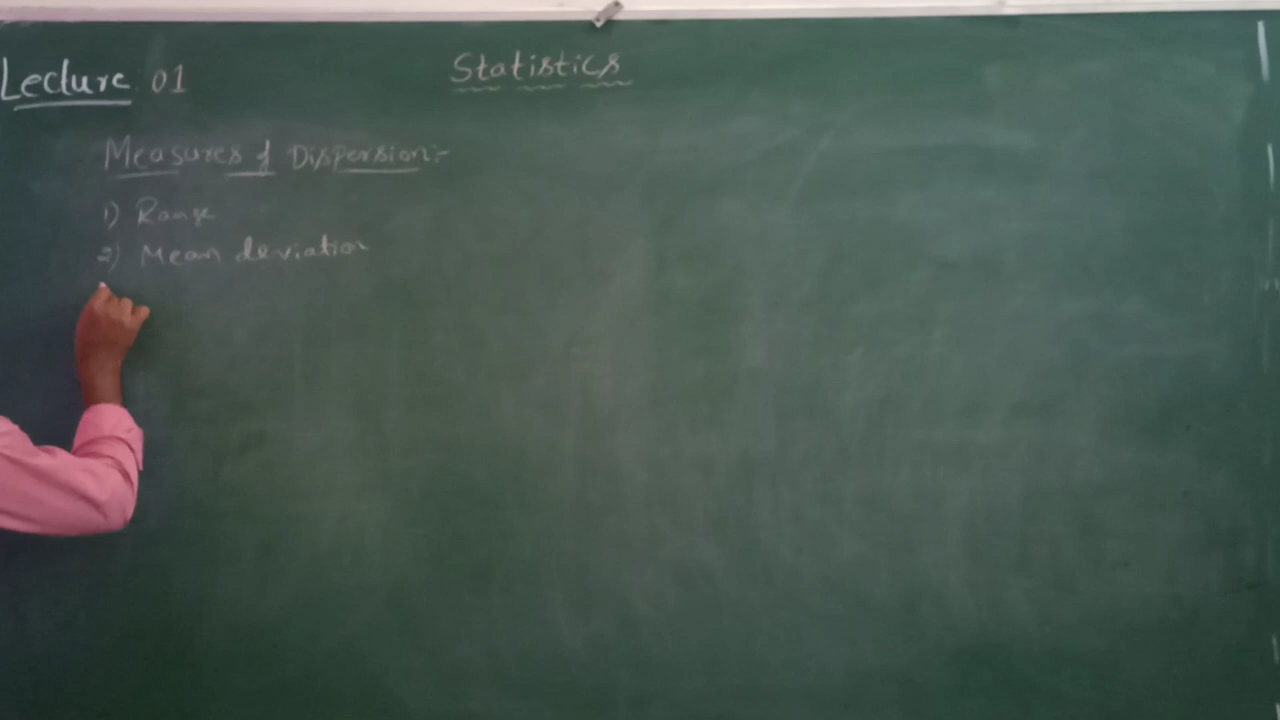 Lecture 01
Statistics
Measures of Dispersion:-
1) Range
2) Mean deviation